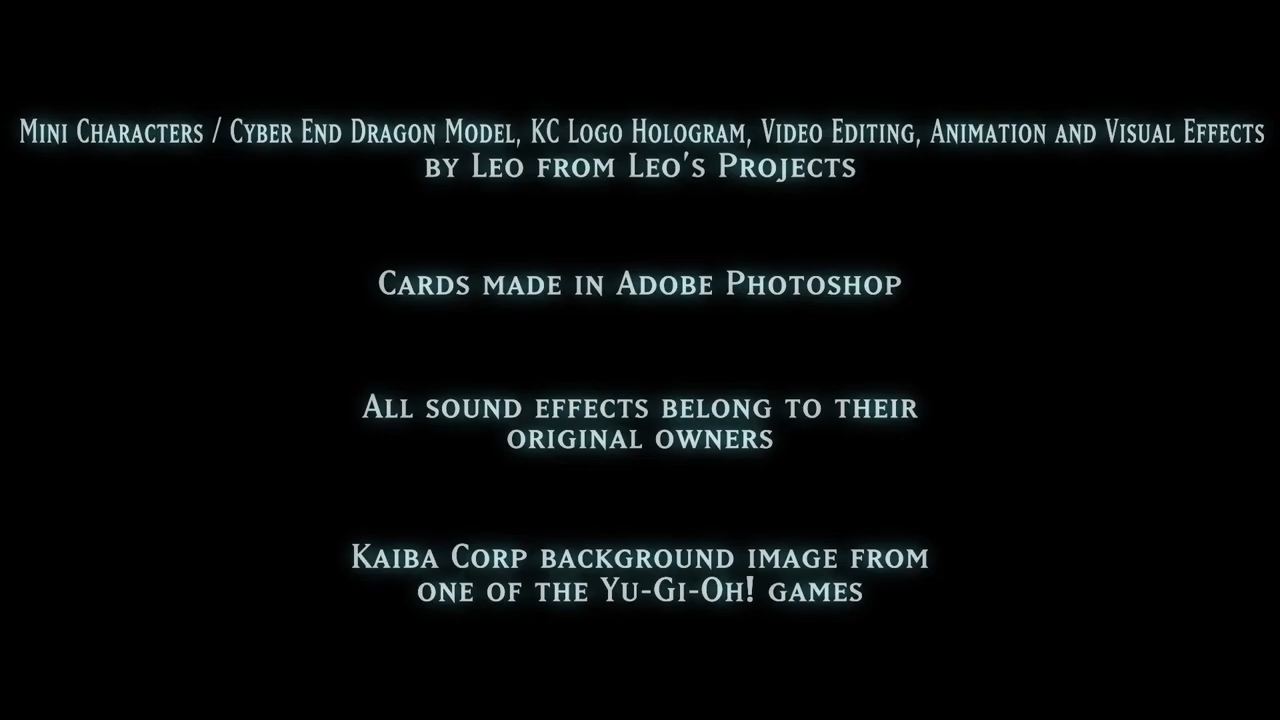 Mini Characters / Cyber End Dragon Model, KC Logo Hologram, Video Editing, Animation and Visual Effects
by Leo from Leo's Projects
Cards made in Adobe Photoshop
All sound effects belong to their
original owners
Kaiba Corp background image from
one of the Yu-Gi-Oh! games